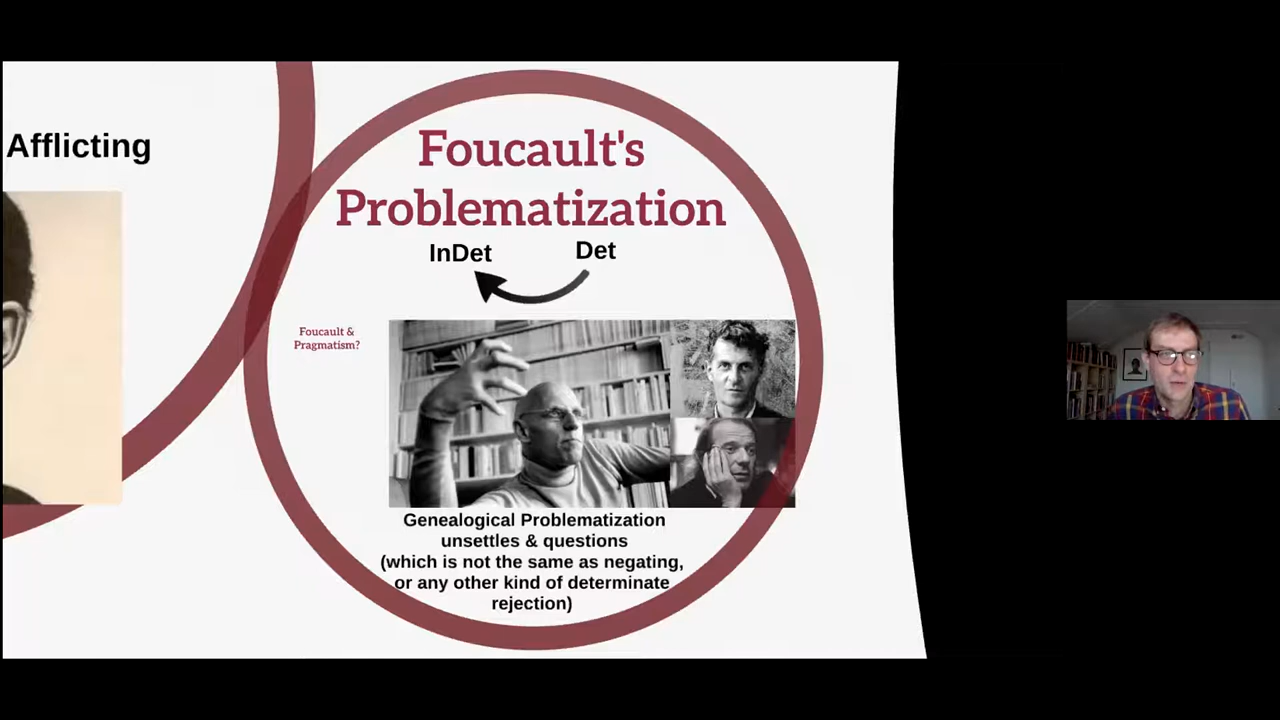 Afflicting
Foucault's
Problematization
InDet
Det
Foucault &
Pragmatism?
Genealogical Problematization
unsettles & questions
(which is not the same as negating,
or any other kind of determinate
rejection)